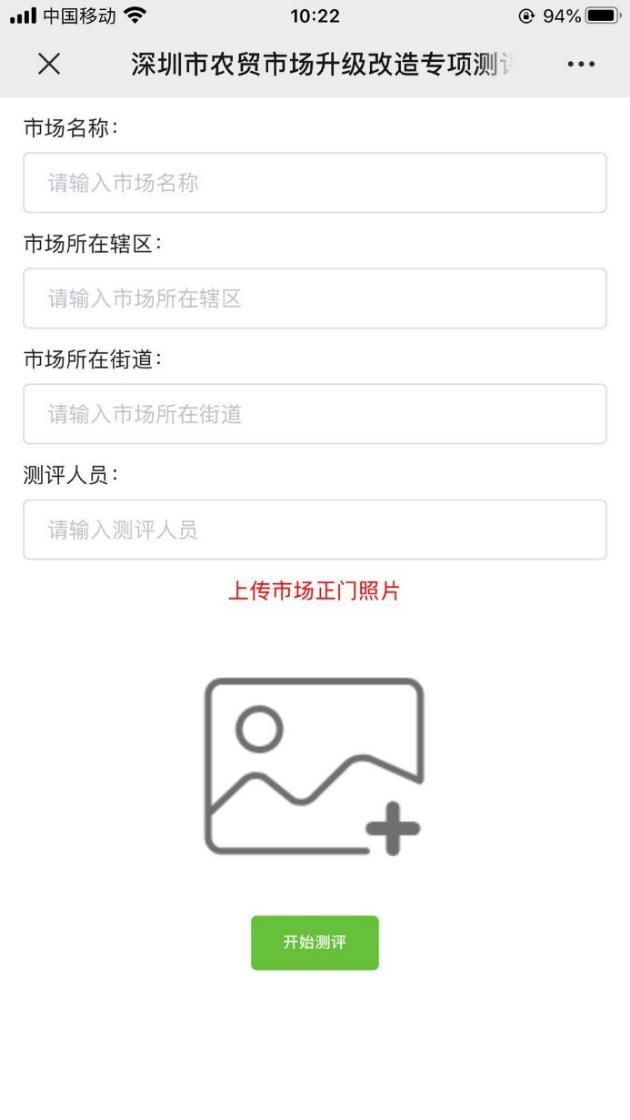 中国移动 10:22 94%
深圳市农贸市场升级改造专项测
市场名称：
请输入市场名称
市场所在辖区：
请输入市场所在辖区
市场所在街道：
请输入市场所在街道
测评人员：
请输入测评人员
上传市场正门照片
开始测评